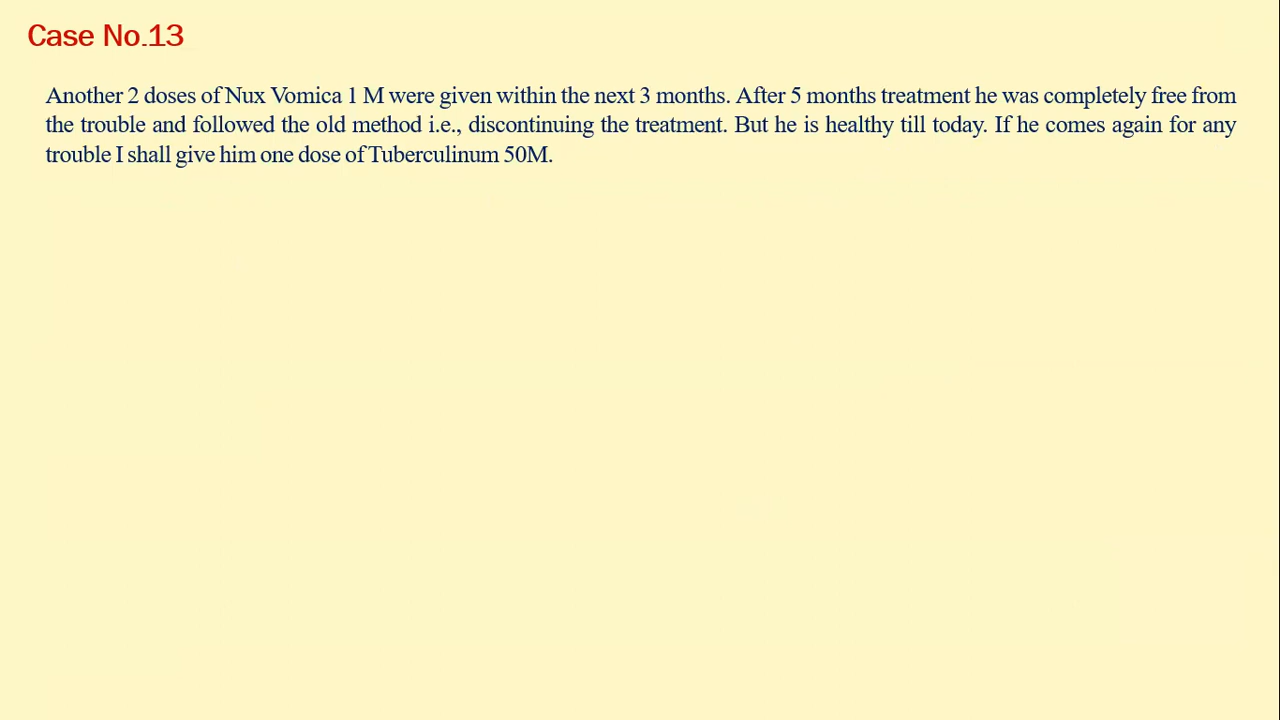 Case No.13
Another 2 doses of Nux Vomica 1 M were given within the next 3 months. After 5 months treatment he was completely free from
the trouble and followed the old method i.e., discontinuing the treatment. But he is healthy till today. If he comes again for any
trouble I shall give him one dose of Tuberculinum 50M.